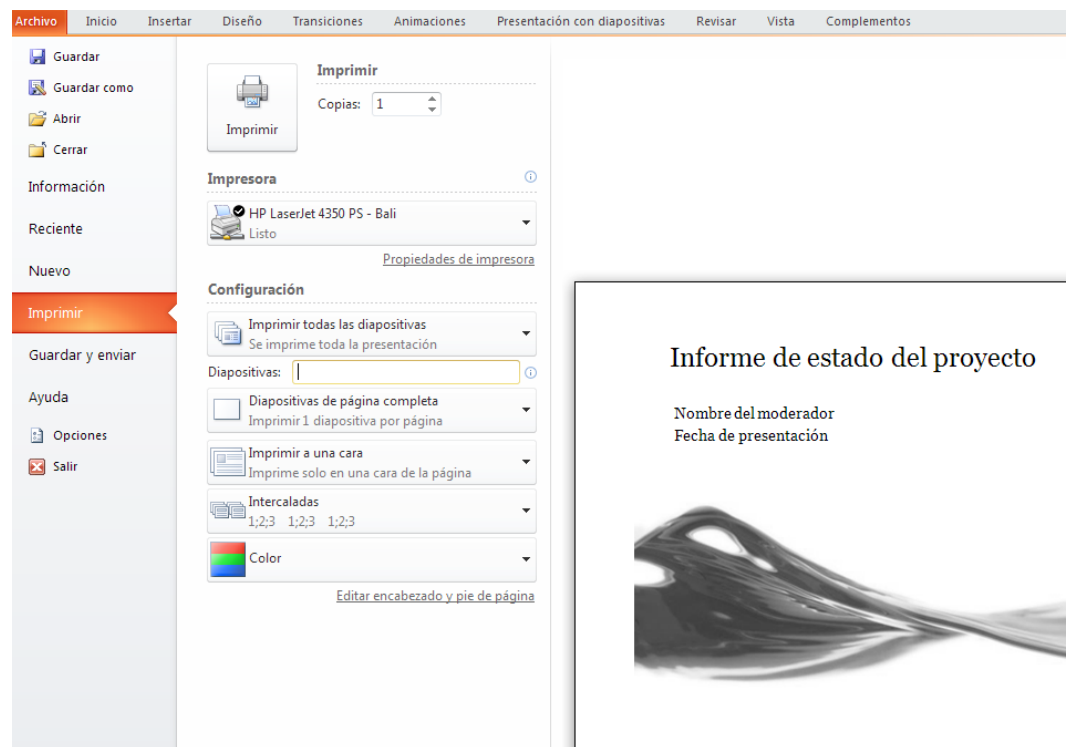 Archivo Inicio Insertar Diseño Transiciones Animaciones Presentación con diapositivas Revisar Vista Complementos
Guardar
Guardar como
Abrir
Cerrar
Información
Reciente
Nuevo
Imprimir
Guardar y enviar
Ayuda
Opciones
Salir
Imprimir
Imprimir
Copias: 1
Impresora
HP LaserJet 4350 PS - Bali
Listo
Propiedades de impresora
Configuración
Imprimir todas las diapositivas
Se imprime toda la presentación
Diapositivas:
Diapositivas de página completa
Imprimir 1 diapositiva por página
Imprimir a una cara
Imprime solo en una cara de la página
Intercaladas
1;2;3 1;2;3 1;2;3
Color
Editar encabezado y pie de página
Informe de estado del proyecto
Nombre del moderador
Fecha de presentación